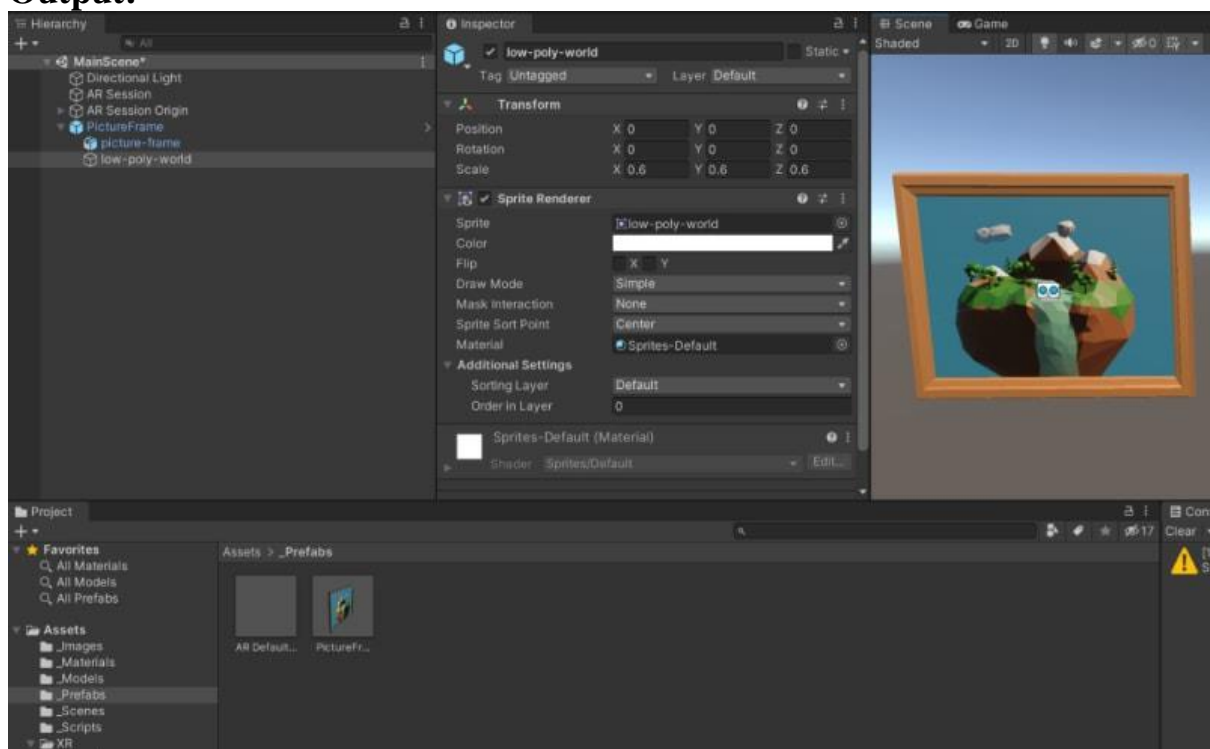 Output:
Hierarchy
All
MainScene*
Directional Light
AR Session
AR Session Origin
PictureFrame
picture-frame
low-poly-world
Inspector
low-poly-world
Static
Tag Untagged Layer Default
Transform
Position X 0 Y 0 Z 0
Rotation X 0 Y 0 Z 0
Scale X 0.6 Y 0.6 Z 0.6
Sprite Renderer
Sprite low-poly-world
Color
Flip X Y
Draw Mode Simple
Mask Interaction None
Sprite Sort Point Center
Material Sprites-Default
Additional Settings
Sorting Layer Default
Order in Layer 0
Sprites-Default (Material)
Shader Sprites/Default Edit...
Scene Game
Shaded 2D 0
Project
17
Favorites
All Materials
All Models
All Prefabs
Assets
_Images
_Materials
_Models
_Prefabs
_Scenes
_Scripts
XR
Assets > _Prefabs
AR Default... PictureFr...
Con
Clear